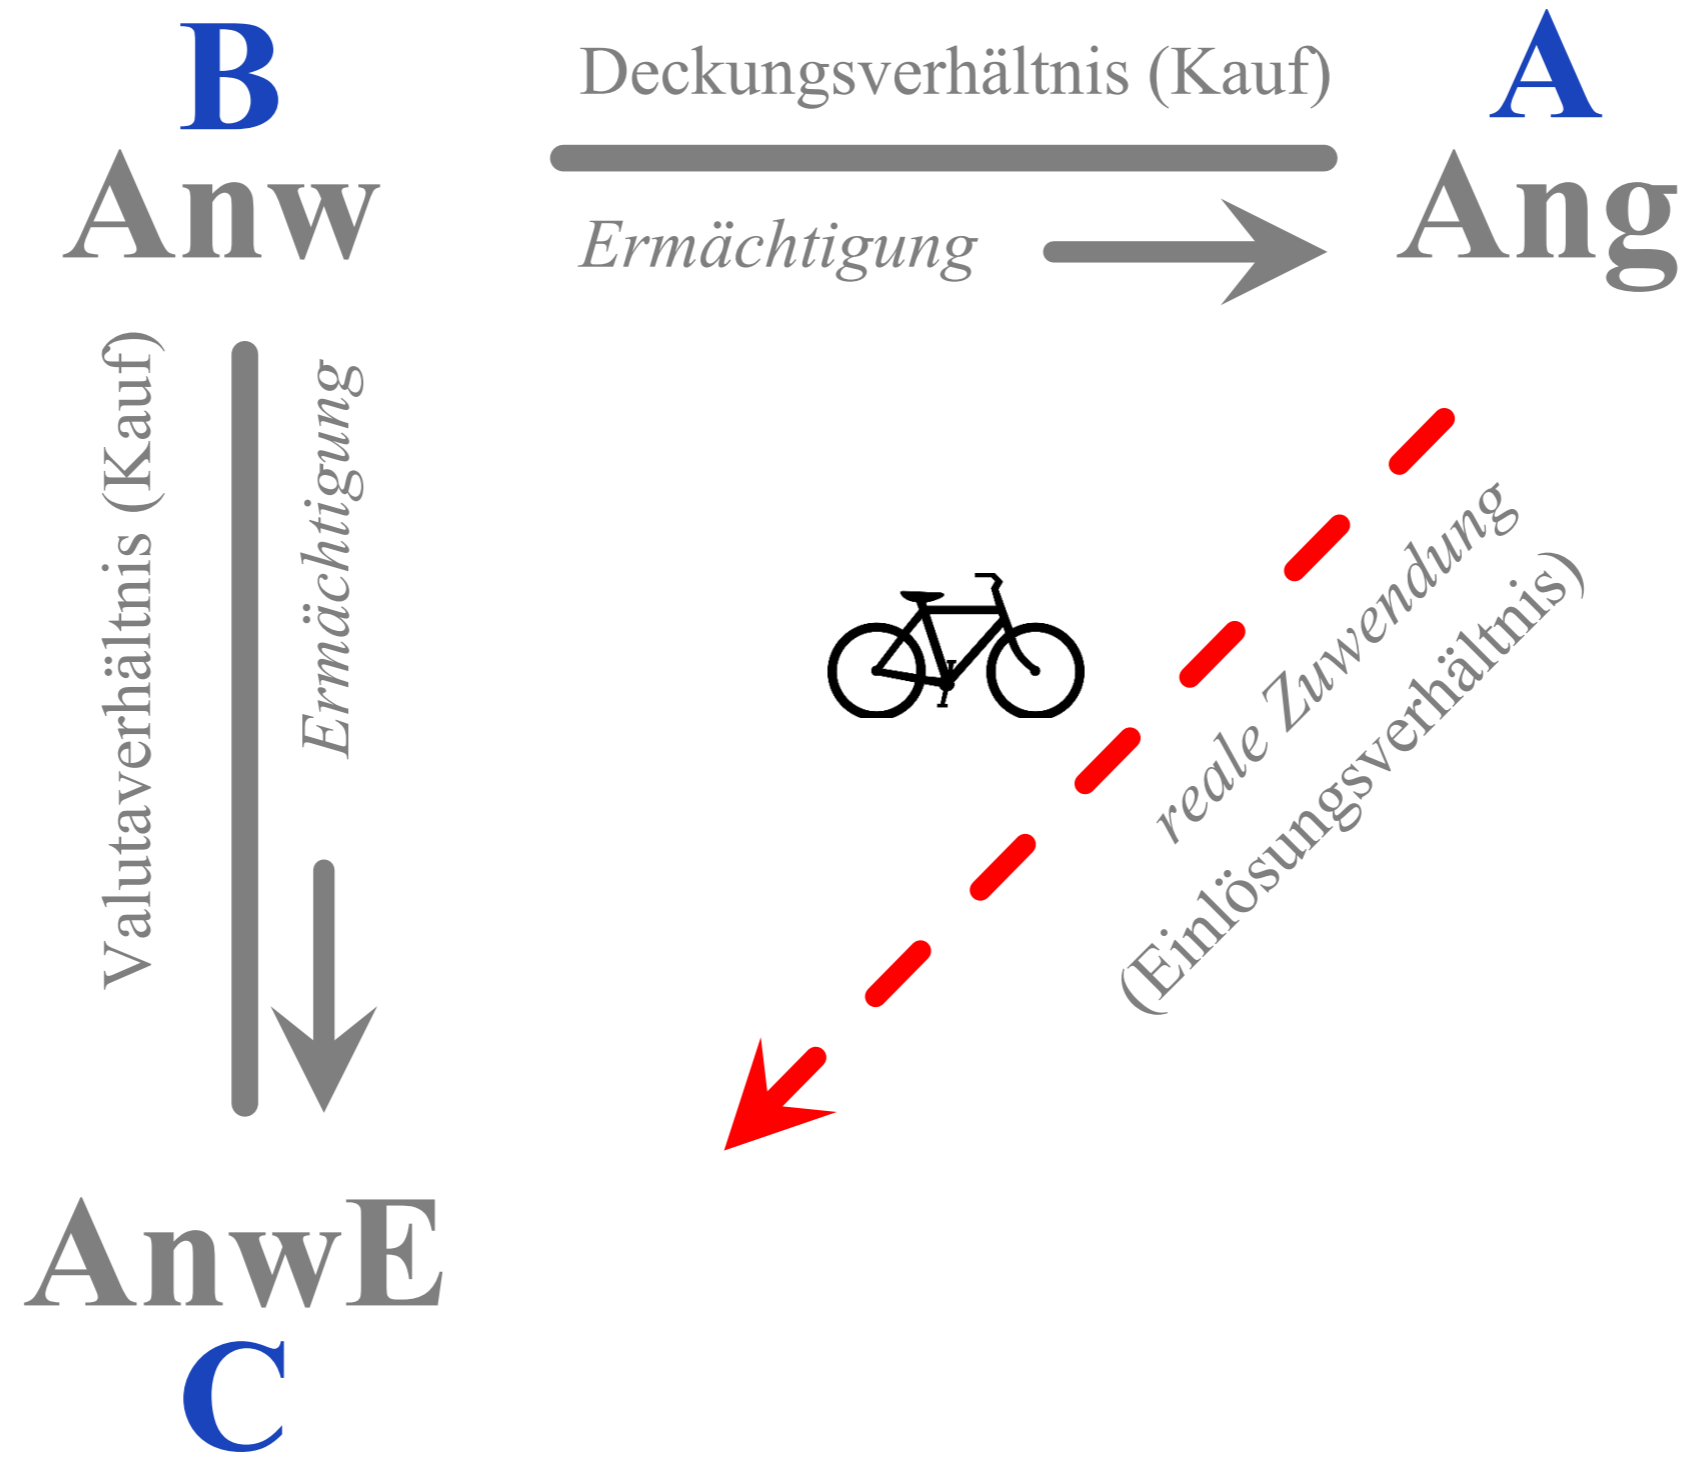 B
Deckungsverhältnis (Kauf)
A
Anw
Ermächtigung
Ang
Valutaverhältnis (Kauf)
Ermächtigung
reale Zuwendung
(Einlösungsverhältnis)
AnwE
C